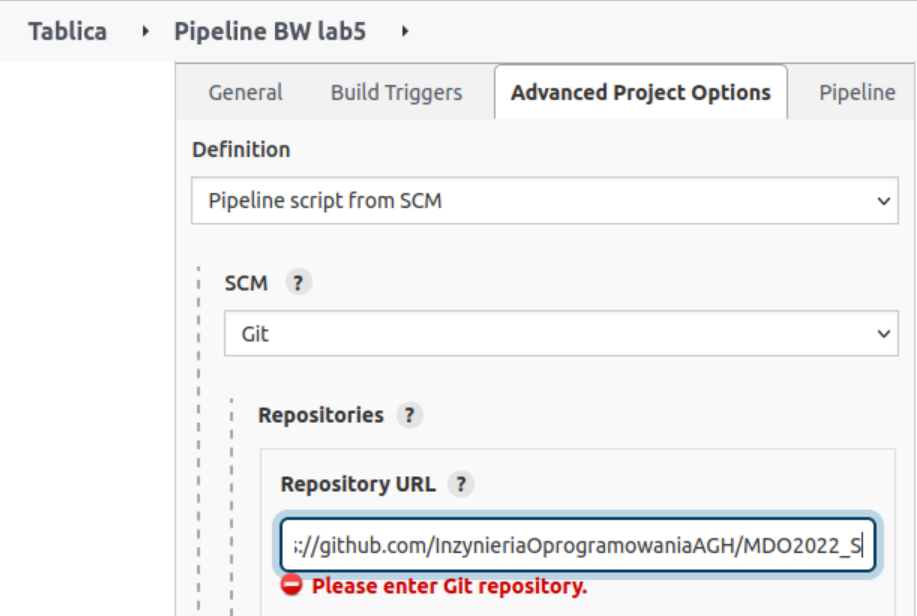 Tablica ‣ Pipeline BW lab5 ‣
General Build Triggers Advanced Project Options Pipeline
Definition
Pipeline script from SCM
SCM ?
Git
Repositories ?
Repository URL ?
s://github.com/InzynieriaOprogramowaniaAGH/MDO2022_S
Please enter Git repository.